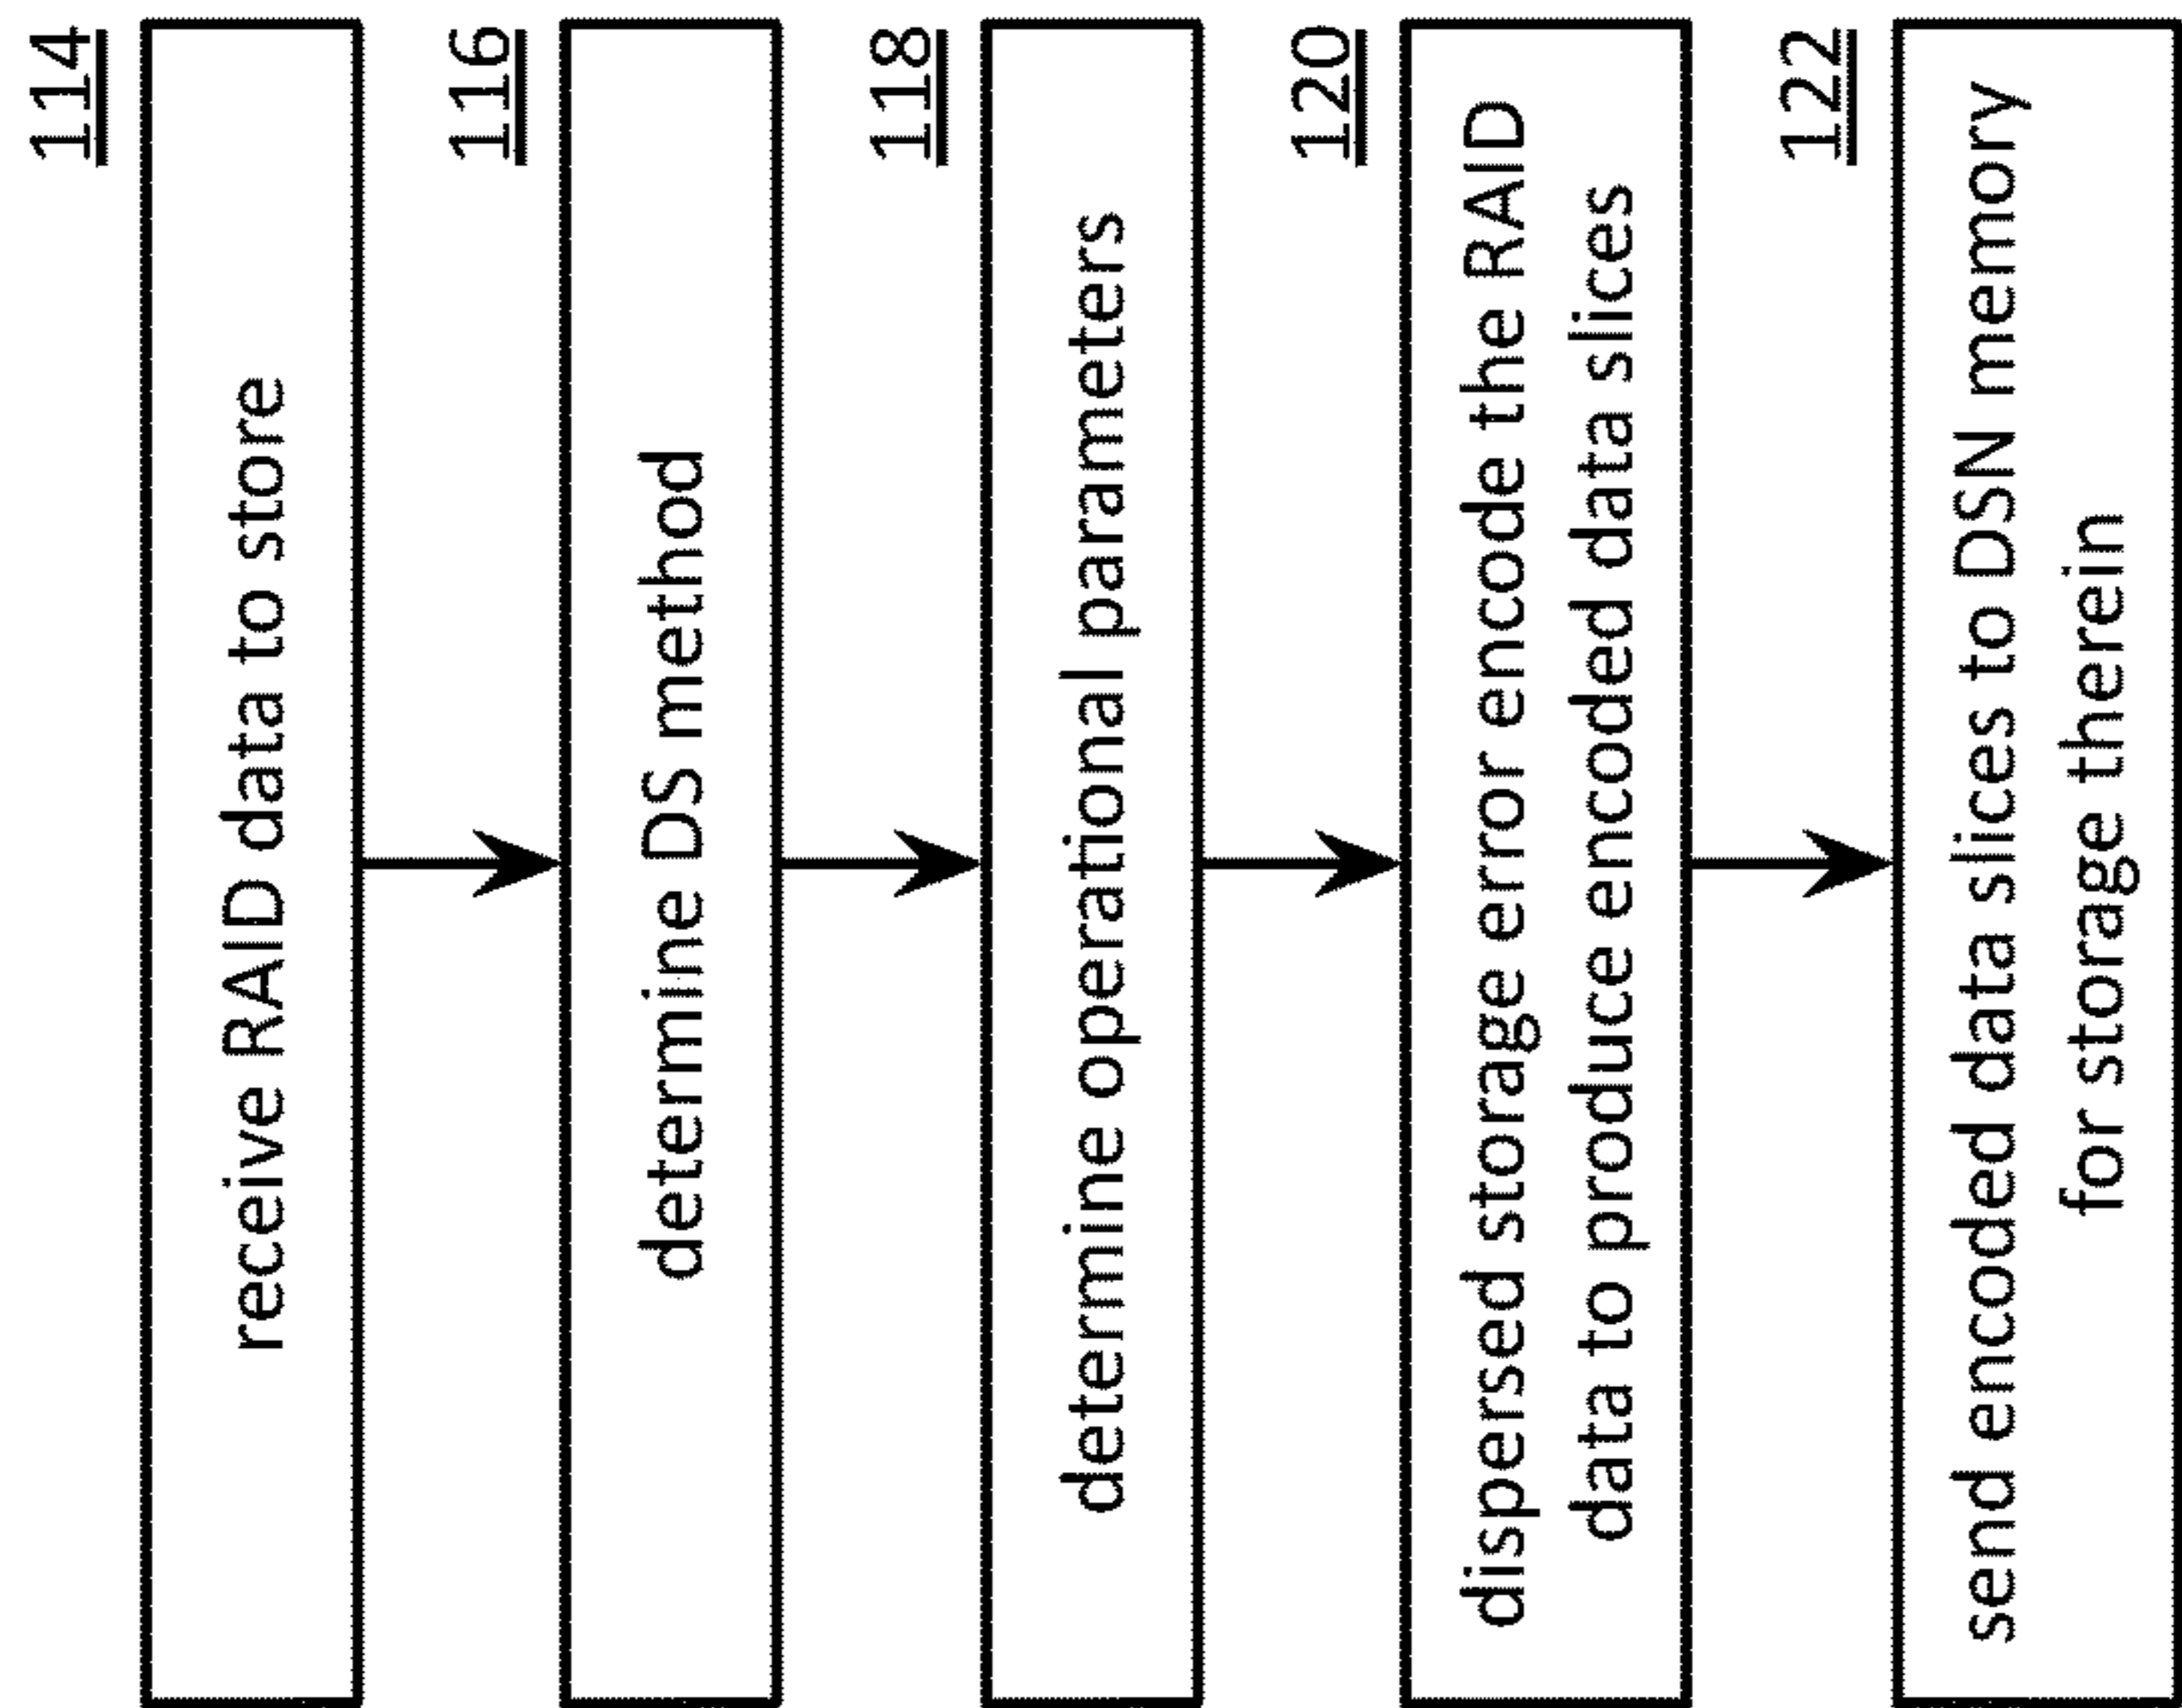 114
receive RAID data to store
116
determine DS method
118
determine operational parameters
120
dispersed storage error encode the RAID
data to produce encoded data slices
122
send encoded data slices to DSN memory
for storage therein